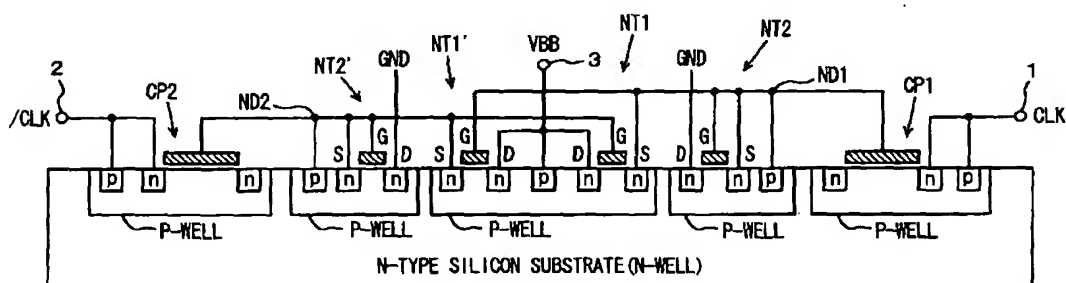 NT1' VBB NT1 NT2
2 CP2 NT2' GND 3 GND ND1 CP1 1
/CLK ND2 CLK
G G G G
S D S D D S D S
p n n p n n n n p n n n n p n n p
P-WELL P-WELL P-WELL P-WELL P-WELL
N-TYPE SILICON SUBSTRATE(N-WELL)